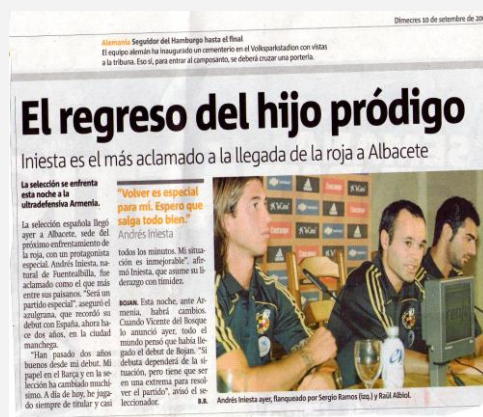 Dimecres 10 de setembre de 200
Alemania Seguidor del Hamburgo hasta el final
El equipo alemán ha inaugurado un cementerio en el Volksparkstadion con vistas
a la tribuna. Eso sí, para entrar al camposanto, se deberá cruzar una portería.
El regreso del hijo pródigo
Iniesta es el más aclamado a la llegada de la roja a Albacete
La selección se enfrenta
esta noche a la
ultradefensiva Armenia.
La selección española llegó
ayer a Albacete, sede del
próximo enfrentamiento de
la roja, con un protagonista
especial. Andrés Iniesta, na-
tural de Fuentealbilla, fue
aclamado como el que más
entre sus paisanos. "Será un
partido especial", aseguró el
azulgrana, que recordó su
debut con España, ahora ha-
ce dos años, en la ciudad
manchega.
"Han pasado dos años
buenos desde mi debut. Mi
papel en el Barça y en la se-
lección ha cambiado muchí-
simo. A día de hoy, he juga-
do siempre de titular y casi
"Volver es especial
para mí. Espero que
salga todo bien."
Andrés Iniesta
todos los minutos. Mi situa-
ción es inmejorable", afir-
mó Iniesta, que asume su li-
derazgo con timidez.
BOJAN. Esta noche, ante Ar-
menia, habrá cambios.
Cuando Vicente del Bosque
lo anunció ayer, todo el
mundo pensó que había lle-
gado el debut de Bojan. "Si
debuta dependerá de la si-
tuación, pero tiene que ser
en una extrema para resol-
ver el partido", avisó el se-
leccionador. B.B.
Andrés Iniesta ayer, flanqueado por Sergio Ramos (izq.) y Raúl Albiol.